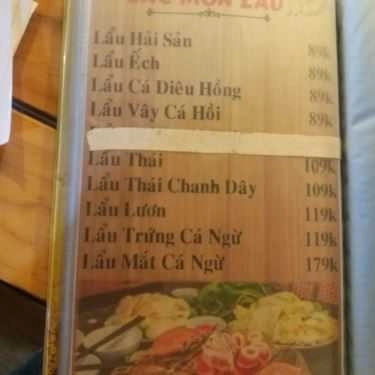 MÓN LẨU
Lẩu Hải Sản 89k
Lẩu Ếch 89k
Lẩu Cá Diêu Hồng 89k
Lẩu Vây Cá Hồi 89k
Lẩu Thái 109k
Lẩu Thái Chanh Dây 109k
Lẩu Lươn 119k
Lẩu Trứng Cá Ngừ 119k
Lẩu Mắt Cá Ngừ 179k